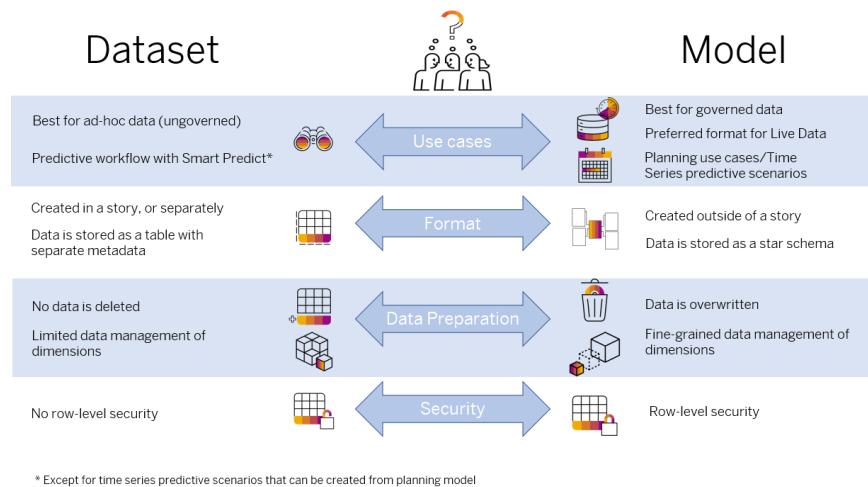 Dataset
?
Model
Best for ad-hoc data (ungoverned)
Predictive workflow with Smart Predict*
Use cases
Best for governed data
Preferred format for Live Data
Planning use cases/Time
Series predictive scenarios
Created in a story, or separately
Data is stored as a table with
separate metadata
Format
Created outside of a story
Data is stored as a star schema
No data is deleted
Limited data management of
dimensions
Data Preparation
Data is overwritten
Fine-grained data management of
dimensions
No row-level security
Security
Row-level security
* Except for time series predictive scenarios that can be created from planning model